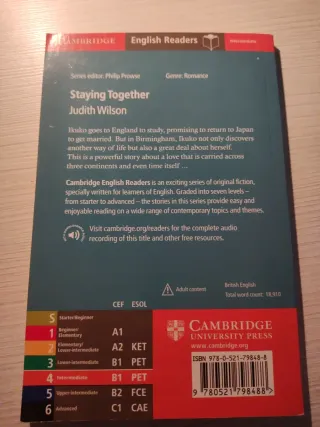 CAMBRIDGE English Readers
Series editor: Philip Prowse Genre: Romance
Staying Together
Judith Wilson
Ikuko goes to England to study, promising to return to Japan
to get married. But in Birmingham, Ikuko not only discovers
another way of life but also a great deal about herself.
This is a powerful story about a love that is carried across
three continents and even time itself ...
Cambridge English Readers is an exciting series of original fiction,
specially written for learners of English. Graded into seven levels –
from starter to advanced – the stories in this series provide easy and
enjoyable reading on a wide range of contemporary topics and themes.
Visit cambridge.org/readers for the complete audio
recording of this title and other free resources.
Adult content
British English
Total word count: 18,910
CEF ESOL
S Starter/Beginner
1 Beginner/Elementary A1
2 Elementary/Lower-intermediate A2 KET
3 Lower-intermediate B1 PET
4 Intermediate B1 PET
5 Upper-intermediate B2 FCE
6 Advanced C1 CAE
CAMBRIDGE
UNIVERSITY PRESS
ISBN 978-0-521-79848-8
9 780521 798488